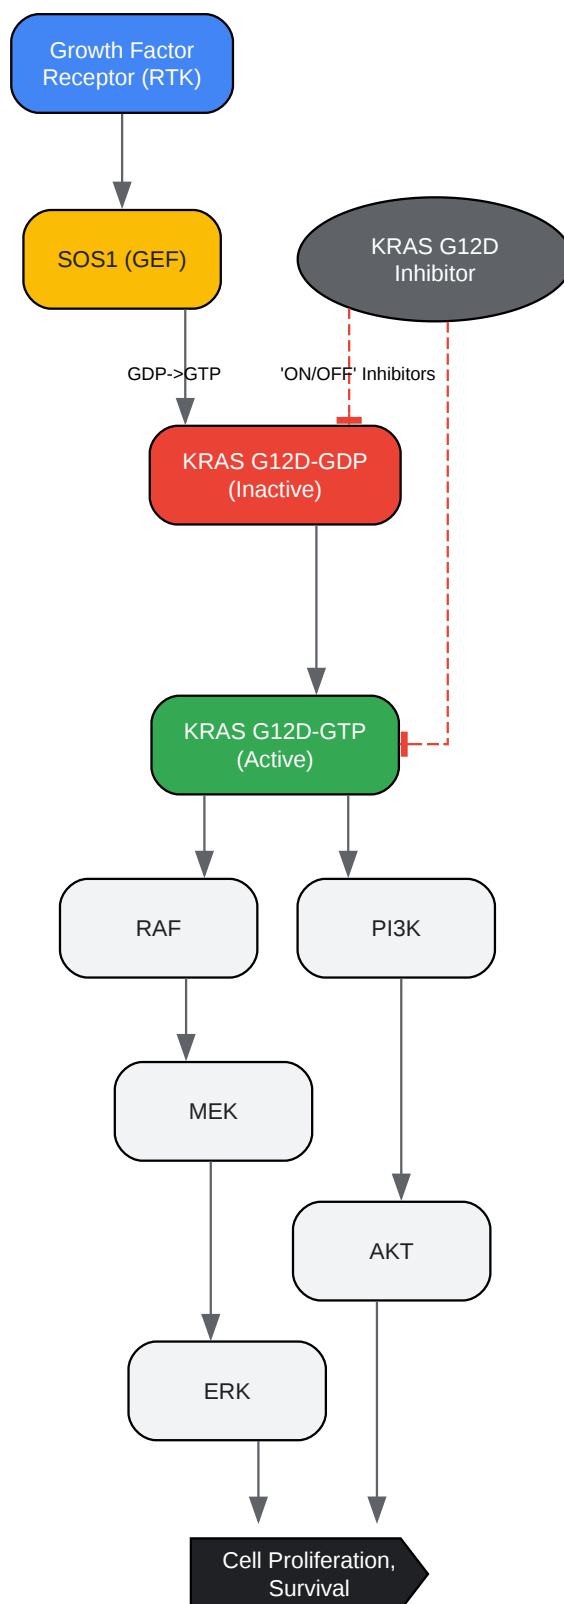 Growth Factor
Receptor (RTK)
SOS1 (GEF)
KRAS G12D
Inhibitor
GDP->GTP
'ON/OFF' Inhibitors
KRAS G12D-GDP
(Inactive)
KRAS G12D-GTP
(Active)
RAF
PI3K
MEK
AKT
ERK
Cell Proliferation,
Survival